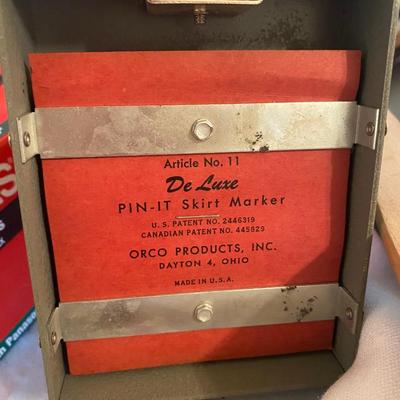 Article No. 11
De Luxe
PIN-IT Skirt Marker
U.S. PATENT NO. 2446319
CANADIAN PATENT NO. 445829
ORCO PRODUCTS, INC.
DAYTON 4, OHIO
MADE IN U.S.A.
Panaso